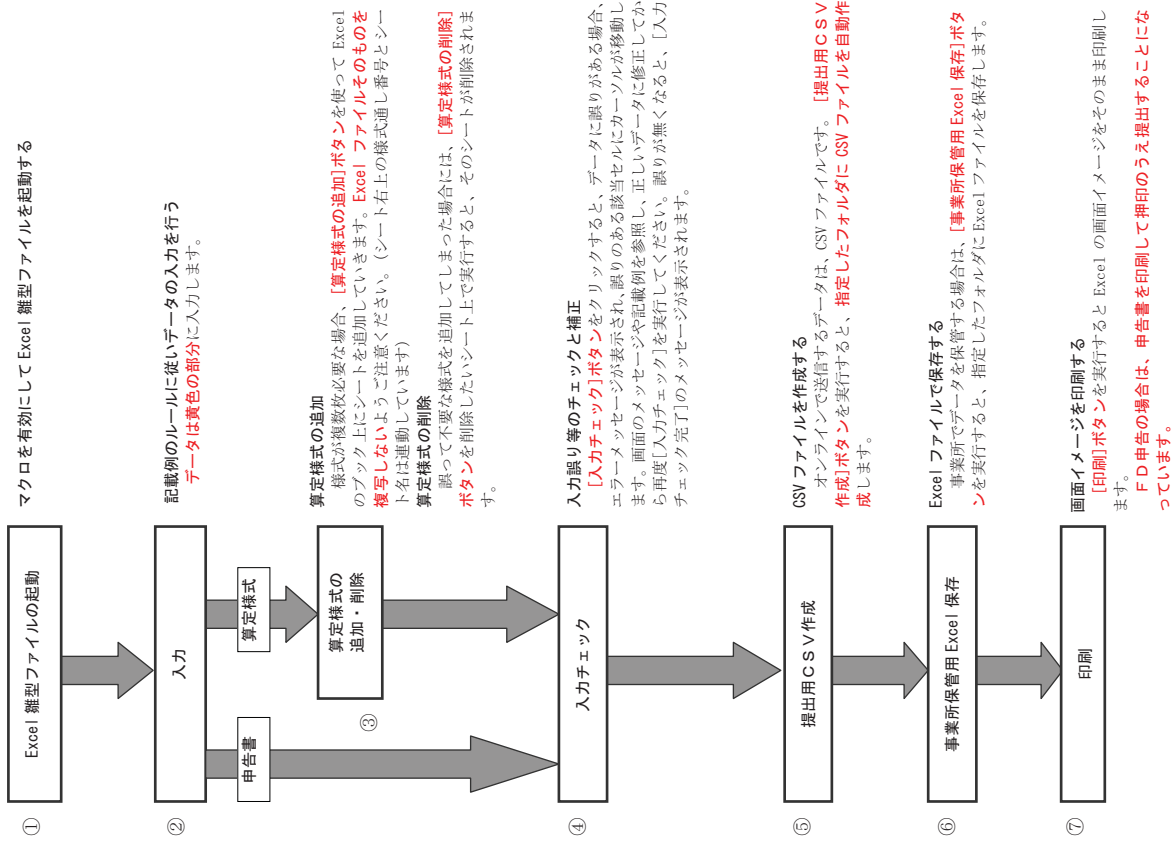 ①
Excel 雛型ファイルの起動
マクロを有効にして Excel 雛型ファイルを起動する
②
入力
記載例のルールに従いデータの入力を行う
データは黄色の部分に入力します。
申告書
算定様式
③
算定様式の
追加・削除
算定様式の追加
様式が複数枚必要な場合、[算定様式の追加]ボタンを使って Excel
のブック上にシートを追加していきます。Excel ファイルそのものを
複写しないようご注意ください。(シート右上の様式通し番号とシー
ト名は連動しています)
算定様式の削除
誤って不要な様式を追加してしまった場合には、[算定様式の削除]
ボタンを削除したいシート上で実行すると、そのシートが削除されま
す。
④
入力チェック
入力誤り等のチェックと補正
[入力チェック]ボタンをクリックすると、データに誤りがある場合、
エラーメッセージが表示され、誤りのある該当セルにカーソルが移動し
ます。画面のメッセージや記載例を参照し、正しいデータに修正してか
ら再度[入力チェック]を実行してください。誤りが無くなると、[入力
チェック完了]のメッセージが表示されます。
⑤
提出用CSV作成
CSV ファイルを作成する
オンラインで送信するデータは、CSV ファイルです。 [提出用CSV
作成]ボタンを実行すると、指定したフォルダに CSV ファイルを自動作
成します。
⑥
事業所保管用 Excel 保存
Excel ファイルで保存する
事業所でデータを保管する場合は、[事業所保管用 Excel 保存]ボタ
ンを実行すると、指定したフォルダに Excel ファイルを保存します。
⑦
印刷
画面イメージを印刷する
[印刷]ボタンを実行すると Excel の画面イメージをそのまま印刷し
ます。
FD申告の場合は、申告書を印刷して押印のうえ提出することにな
っています。